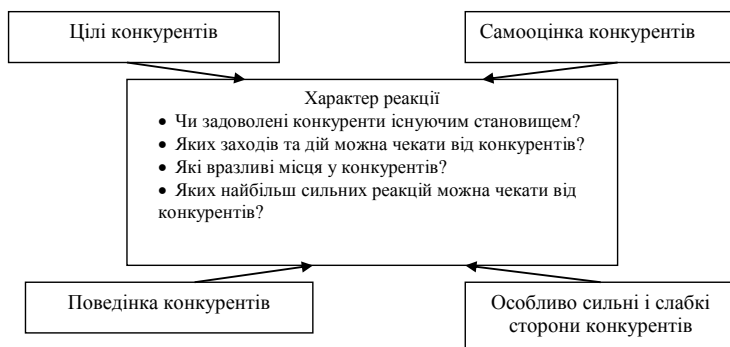 Цілі конкурентів
Самооцінка конкурентів
Характер реакції
• Чи задоволені конкуренти існуючим становищем?
• Яких заходів та дій можна чекати від конкурентів?
• Які вразливі місця у конкурентів?
• Яких найбільш сильних реакцій можна чекати від
конкурентів?
Поведінка конкурентів
Особливо сильні і слабкі
сторони конкурентів